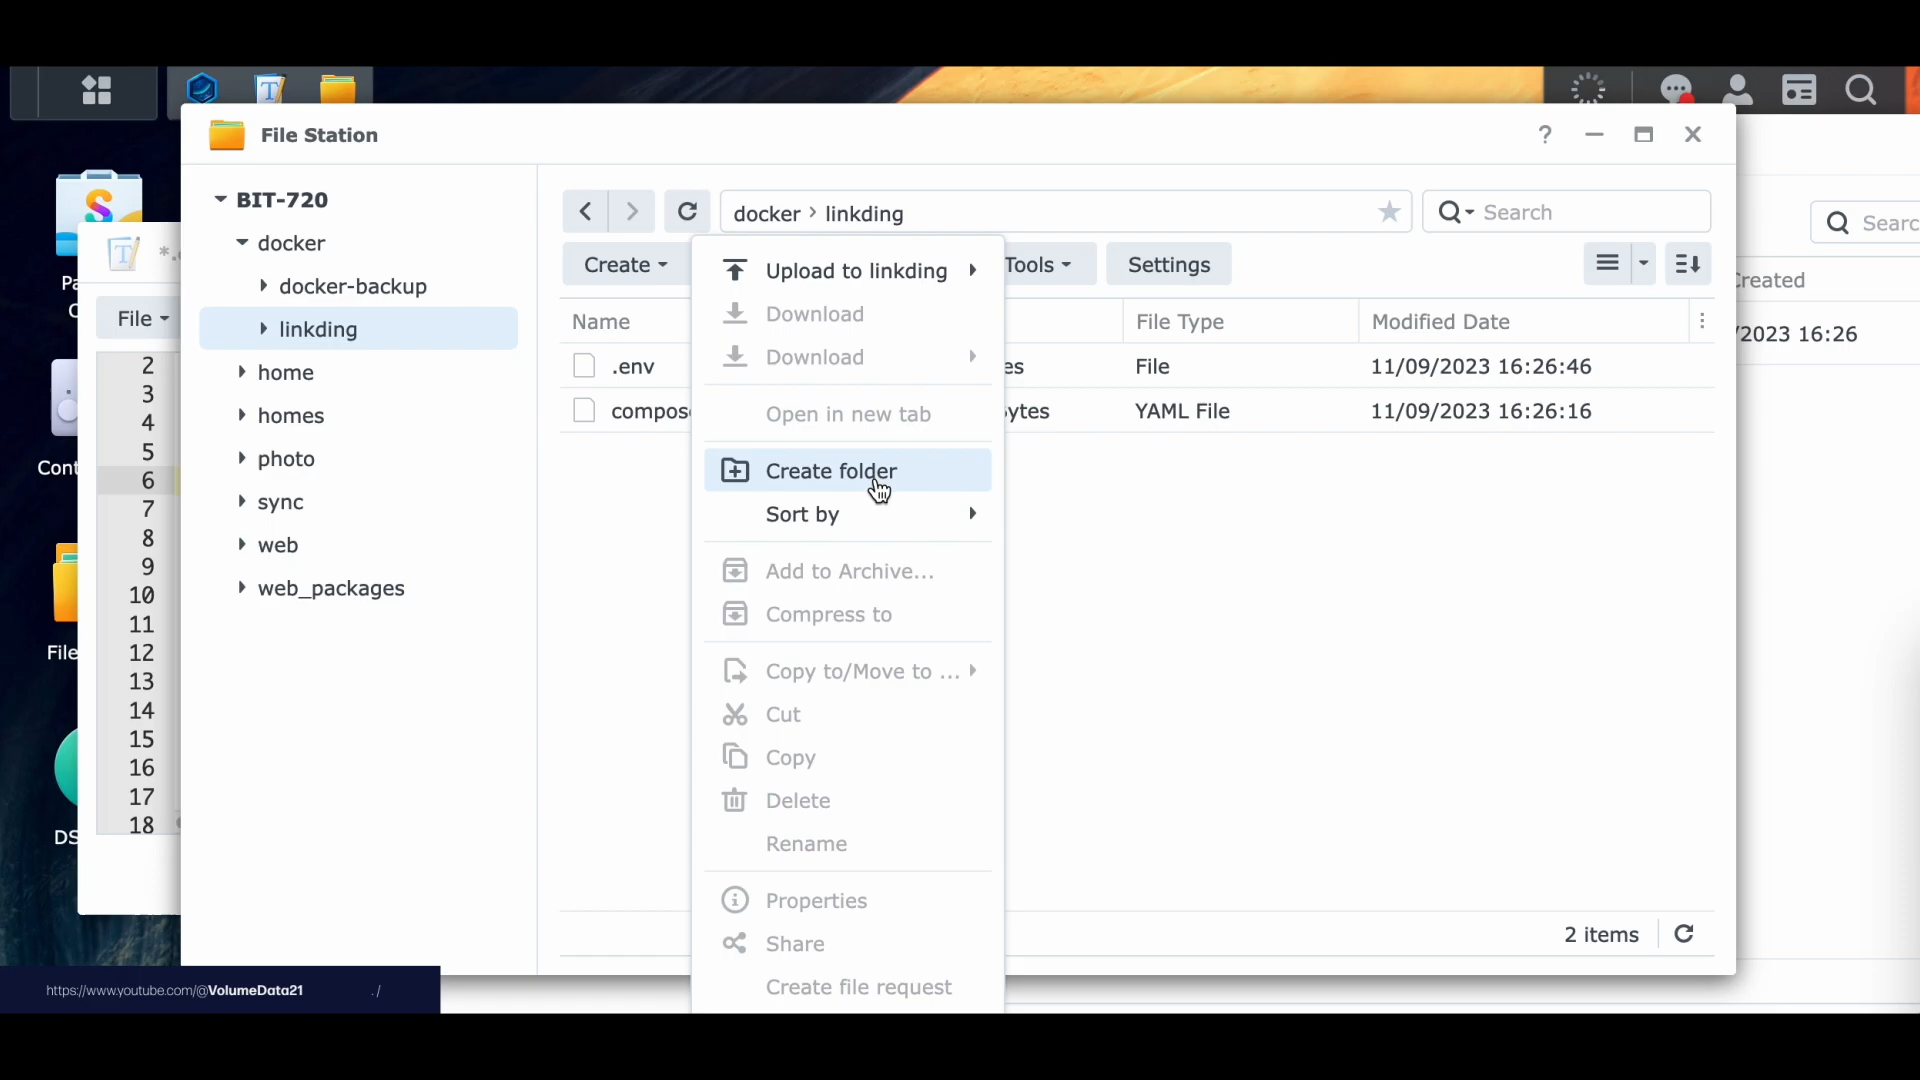 File Station
BIT-720
docker
docker-backup
linkding
home
homes
photo
sync
web
web_packages
docker › linkding
Search
Create
Tools
Settings
Name
File Type
Modified Date
.env
es
File
11/09/2023 16:26:46
compos
ytes
YAML File
11/09/2023 16:26:16
Upload to linkding
Download
Download
Open in new tab
Create folder
Sort by
Add to Archive...
Compress to
Copy to/Move to ...
Cut
Copy
Delete
Rename
Properties
Share
Create file request
2 items
File
2
3
4
5
6
7
8
9
10
11
12
13
14
15
16
17
18
Pa
C
Cont
File
DS
Searc
Created
/2023 16:26
https://www.youtube.com/@VolumeData21 ./